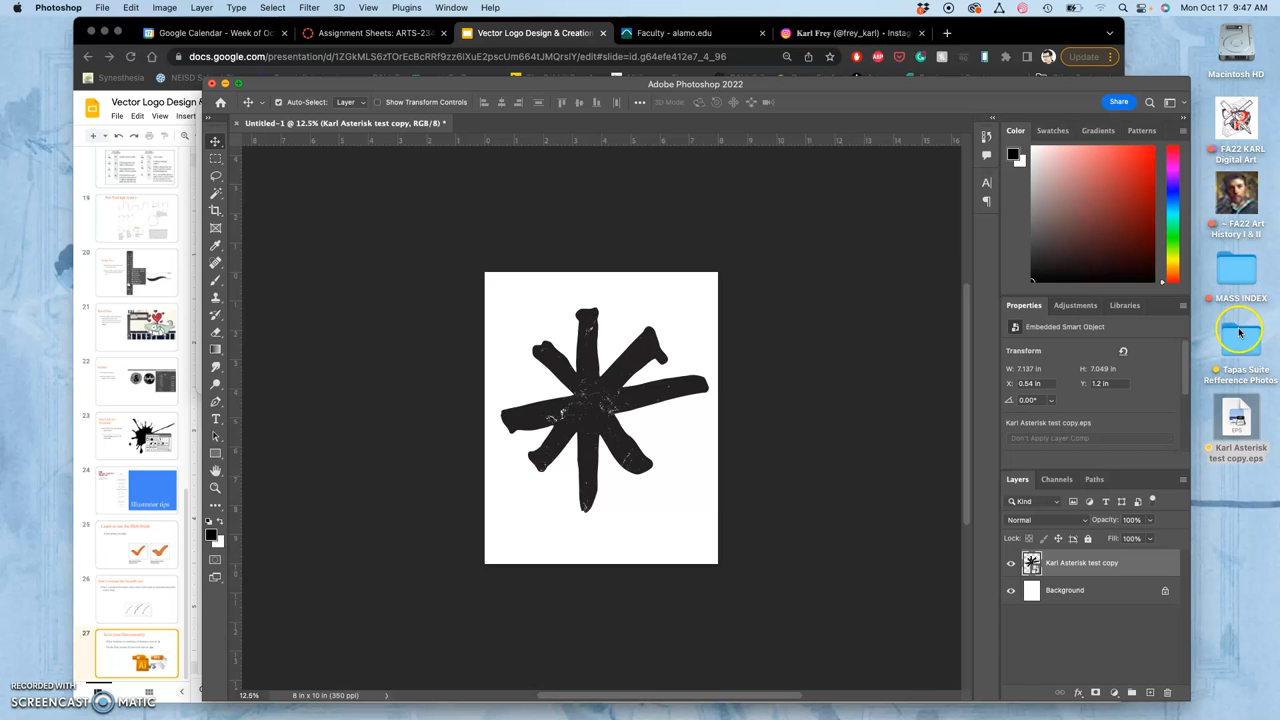 Photoshop File Edit Image Layer Type Select Filter 3D View Plugins Window Help
Mon Oct 17 9:47 AM
Google Calendar - Week of Oc
Assignment Sheets: ARTS-234
Vector Logo Design & Creation
Faculty - alamo.edu
Karl Frey (@frey_karl) • Instag
docs.google.com/presentation/d/1ZGkMgLS6zTOrEcBcRRf9zz6lXuE2pscUm664tJMQrsIY/edit#slide=id.g64efe412e7_4_96
Update
Synesthesia
NEISD S
Adobe Photoshop 2022
Vector Logo Design &
File Edit View Insert
Auto-Select: Layer Show Transform Controls
3D Mode:
Share
Untitled-1 @ 12.5% (Karl Asterisk test copy, RGB/8) *
Color Swatches Gradients Patterns
Properties Adjustments Libraries
Embedded Smart Object
Transform
W: 7.137 in H: 7.049 in
X: 0.54 in Y: 1.2 in
0.00°
Karl Asterisk test copy.eps
Don't Apply Layer Comp
Layers Channels Paths
Kind
Normal Opacity: 100%
Lock: Fill: 100%
Karl Asterisk test copy
Background
12.5% 8 in x 10 in (350 ppi)
19
20
21
22
23
24
Illustrator tips
25
26
27
Macintosh HD
FA22 KARL
Digital Art
~ FA22 Art
History I & II
MASS INDEX
Tapas Suite
Refference Photos
EPS
Karl Asterisk
test copy.eps
RECORDED WITH
SCREENCAST MATIC